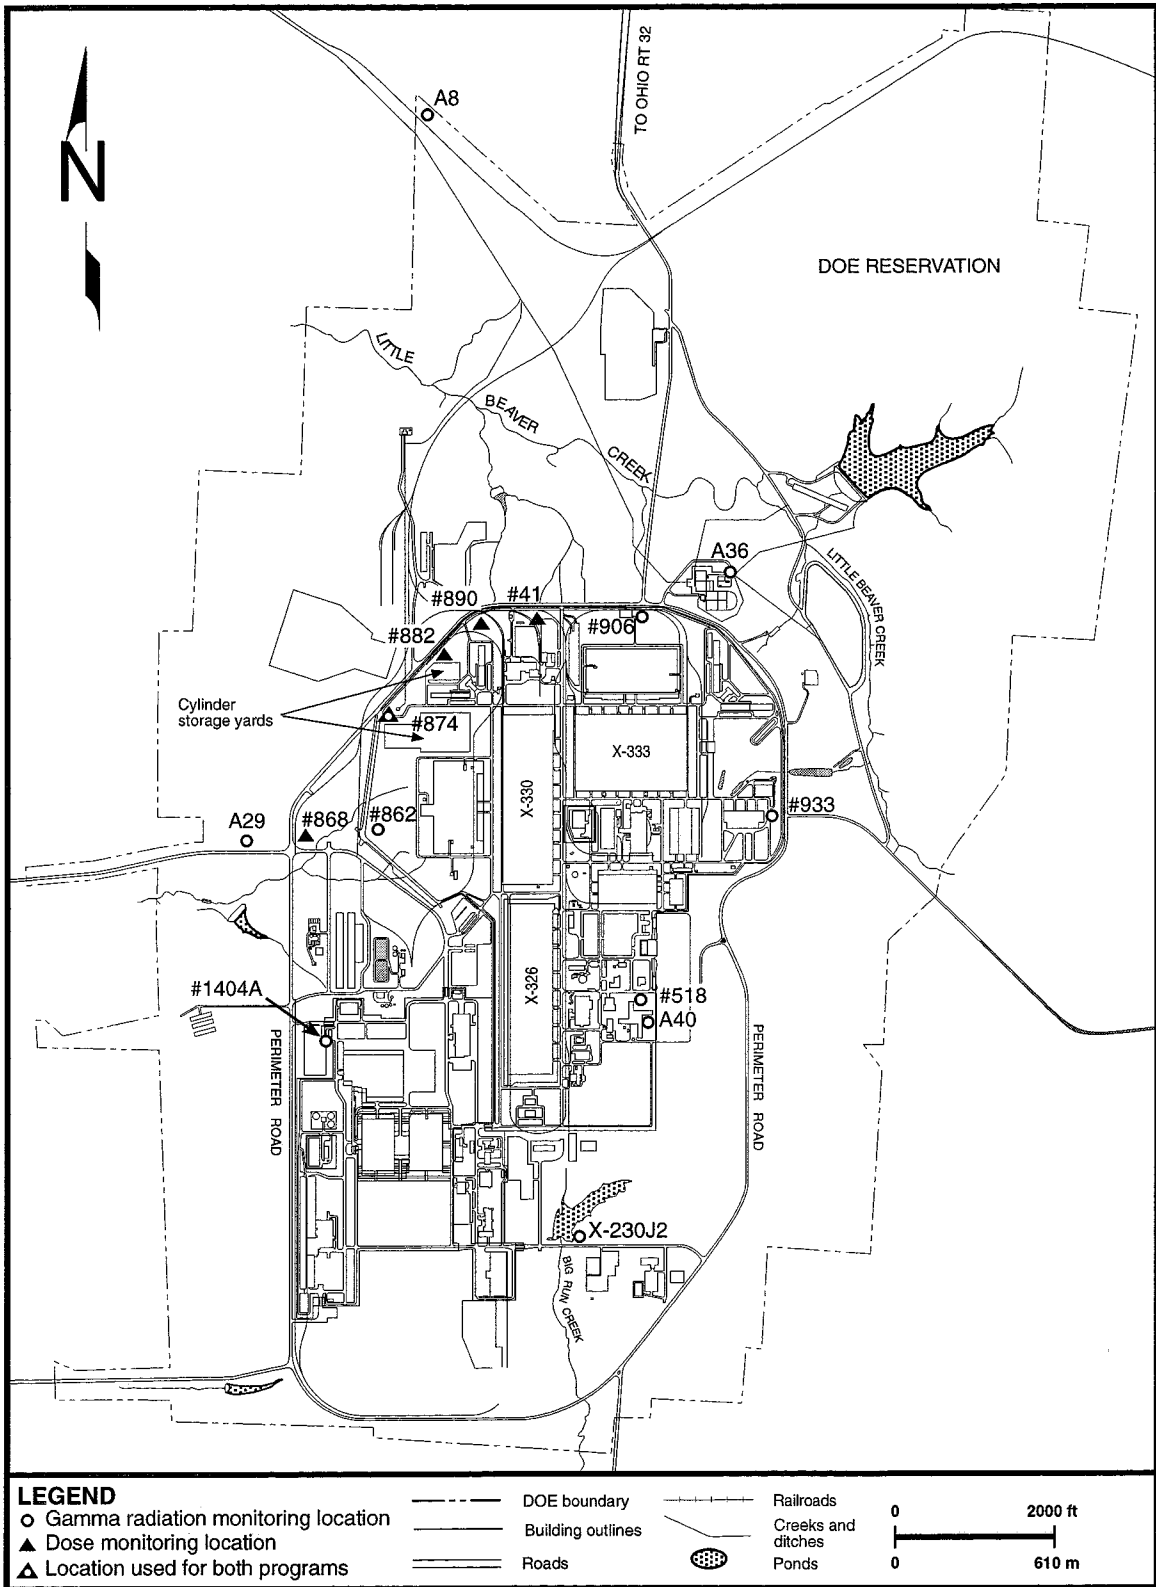 A8
TO OHIO RT 32
N
DOE RESERVATION
LITTLE
BEAVER
CREEK
A36
LITTLE BEAVER CREEK
#890
#41
#906
#882
Cylinder
storage yards
#874
X-333
X-330
#933
A29
#868
#862
X-326
#518
A40
#1404A
PERIMETER ROAD
PERIMETER ROAD
X-230J2
BIG RUN CREEK
LEGEND
Gamma radiation monitoring location
Dose monitoring location
Location used for both programs
DOE boundary
Building outlines
Roads
Railroads
Creeks and
ditches
Ponds
0 2000 ft
0 610 m